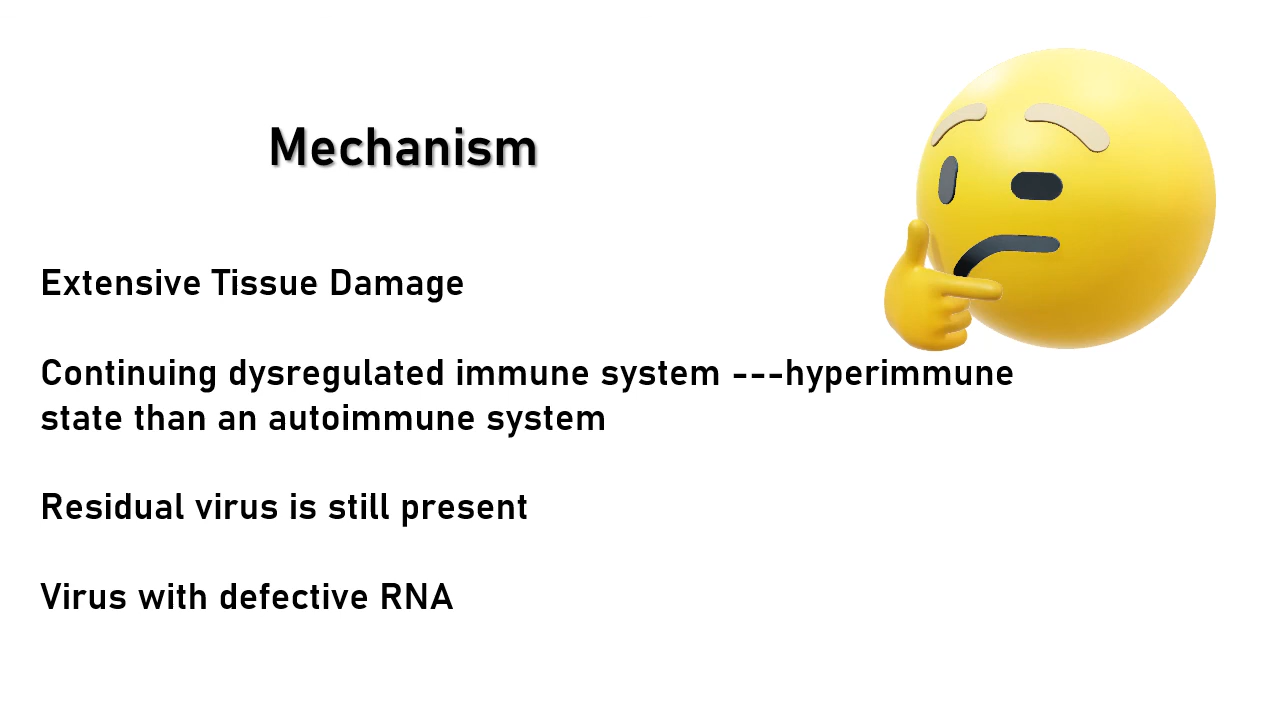 Mechanism
Extensive Tissue Damage
Continuing dysregulated immune system ---hyperimmune
state than an autoimmune system
Residual virus is still present
Virus with defective RNA